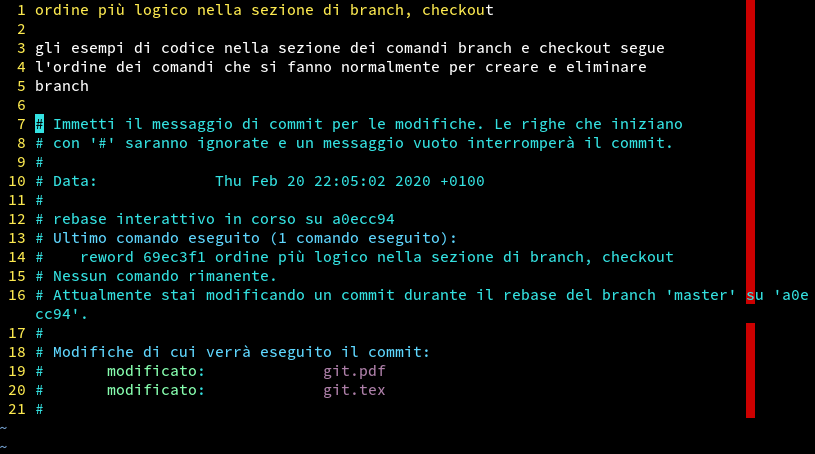 1 ordine più logico nella sezione di branch, checkout
2
3 gli esempi di codice nella sezione dei comandi branch e checkout segue
4 l'ordine dei comandi che si fanno normalmente per creare e eliminare
5 branch
6
7 # Immetti il messaggio di commit per le modifiche. Le righe che iniziano
8 # con '#' saranno ignorate e un messaggio vuoto interromperà il commit.
9 #
10 # Data:             Thu Feb 20 22:05:02 2020 +0100
11 #
12 # rebase interattivo in corso su a0ecc94
13 # Ultimo comando eseguito (1 comando eseguito):
14 #    reword 69ec3f1 ordine più logico nella sezione di branch, checkout
15 # Nessun comando rimanente.
16 # Attualmente stai modificando un commit durante il rebase del branch 'master' su 'a0e
cc94'.
17 #
18 # Modifiche di cui verrà eseguito il commit:
19 #       modificato:             git.pdf
20 #       modificato:             git.tex
21 #
~
~